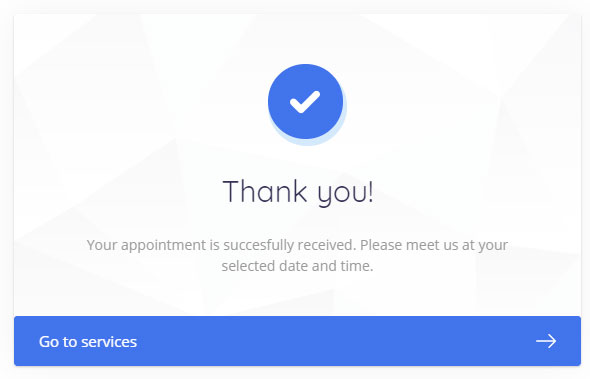 Thank you!
Your appointment is succesfully received. Please meet us at your
selected date and time.
Go to services